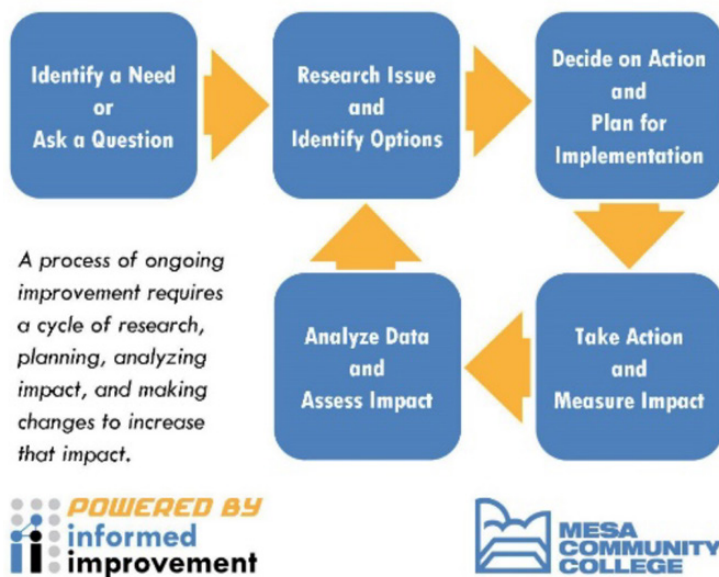 Identify a Need
or
Ask a Question
Research Issue
and
Identify Options
Decide on Action
and
Plan for
Implementation
Take Action
and
Measure Impact
Analyze Data
and
Assess Impact
A process of ongoing
improvement requires
a cycle of research,
planning, analyzing
impact, and making
changes to increase
that impact.
POWERED BY
informed
improvement
MESA
COMMUNITY
COLLEGE